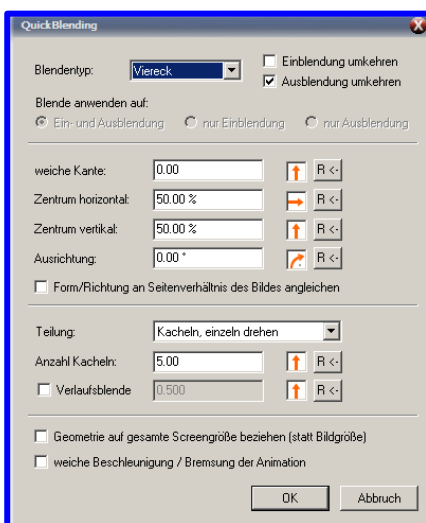 QuickBlending
Blendentyp: Viereck
Einblendung umkehren
Ausblendung umkehren
Blende anwenden auf:
Ein- und Ausblendung nur Einblendung nur Ausblendung
weiche Kante: 0.00 R <-
Zentrum horizontal: 50.00 % R <-
Zentrum vertikal: 50.00 % R <-
Ausrichtung: 0.00 ° R <-
Form/Richtung an Seitenverhältnis des Bildes angleichen
Teilung: Kacheln, einzeln drehen
Anzahl Kacheln: 5.00 R <-
Verlaufsblende 0.500 R <-
Geometrie auf gesamte Screengröße beziehen (statt Bildgröße)
weiche Beschleunigung / Bremsung der Animation
OK Abbruch